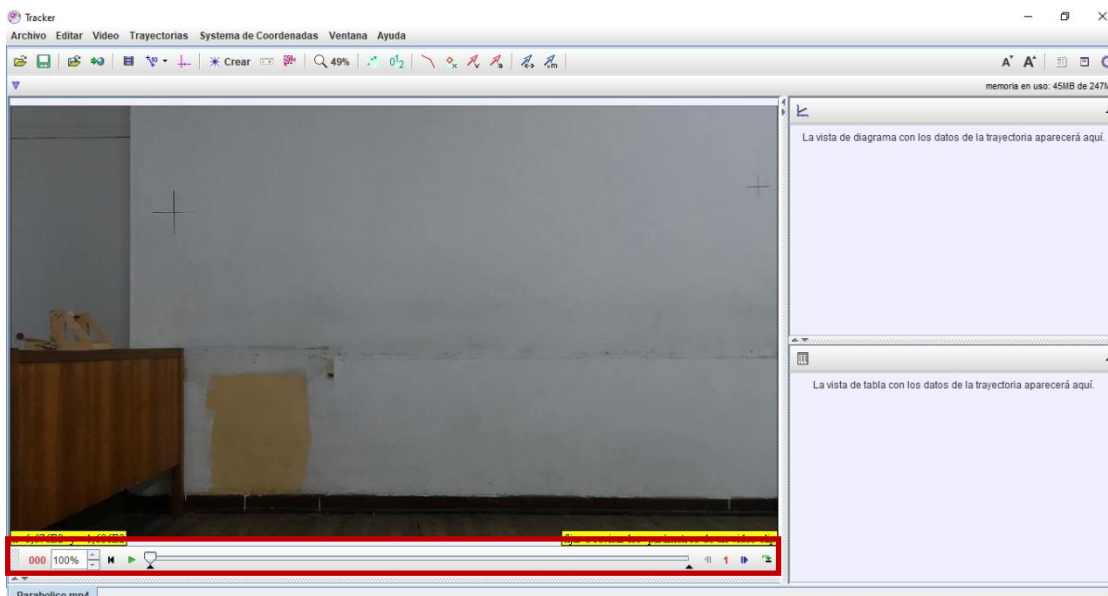 Tracker
Archivo Editar Video Trayectorias Systema de Coordenadas Ventana Ayuda
Crear 49%
memoria en uso: 45MB de 247M
La vista de diagrama con los datos de la trayectoria aparecerá aquí.
La vista de tabla con los datos de la trayectoria aparecerá aquí.
000 100% 1
Parabolico.mp4